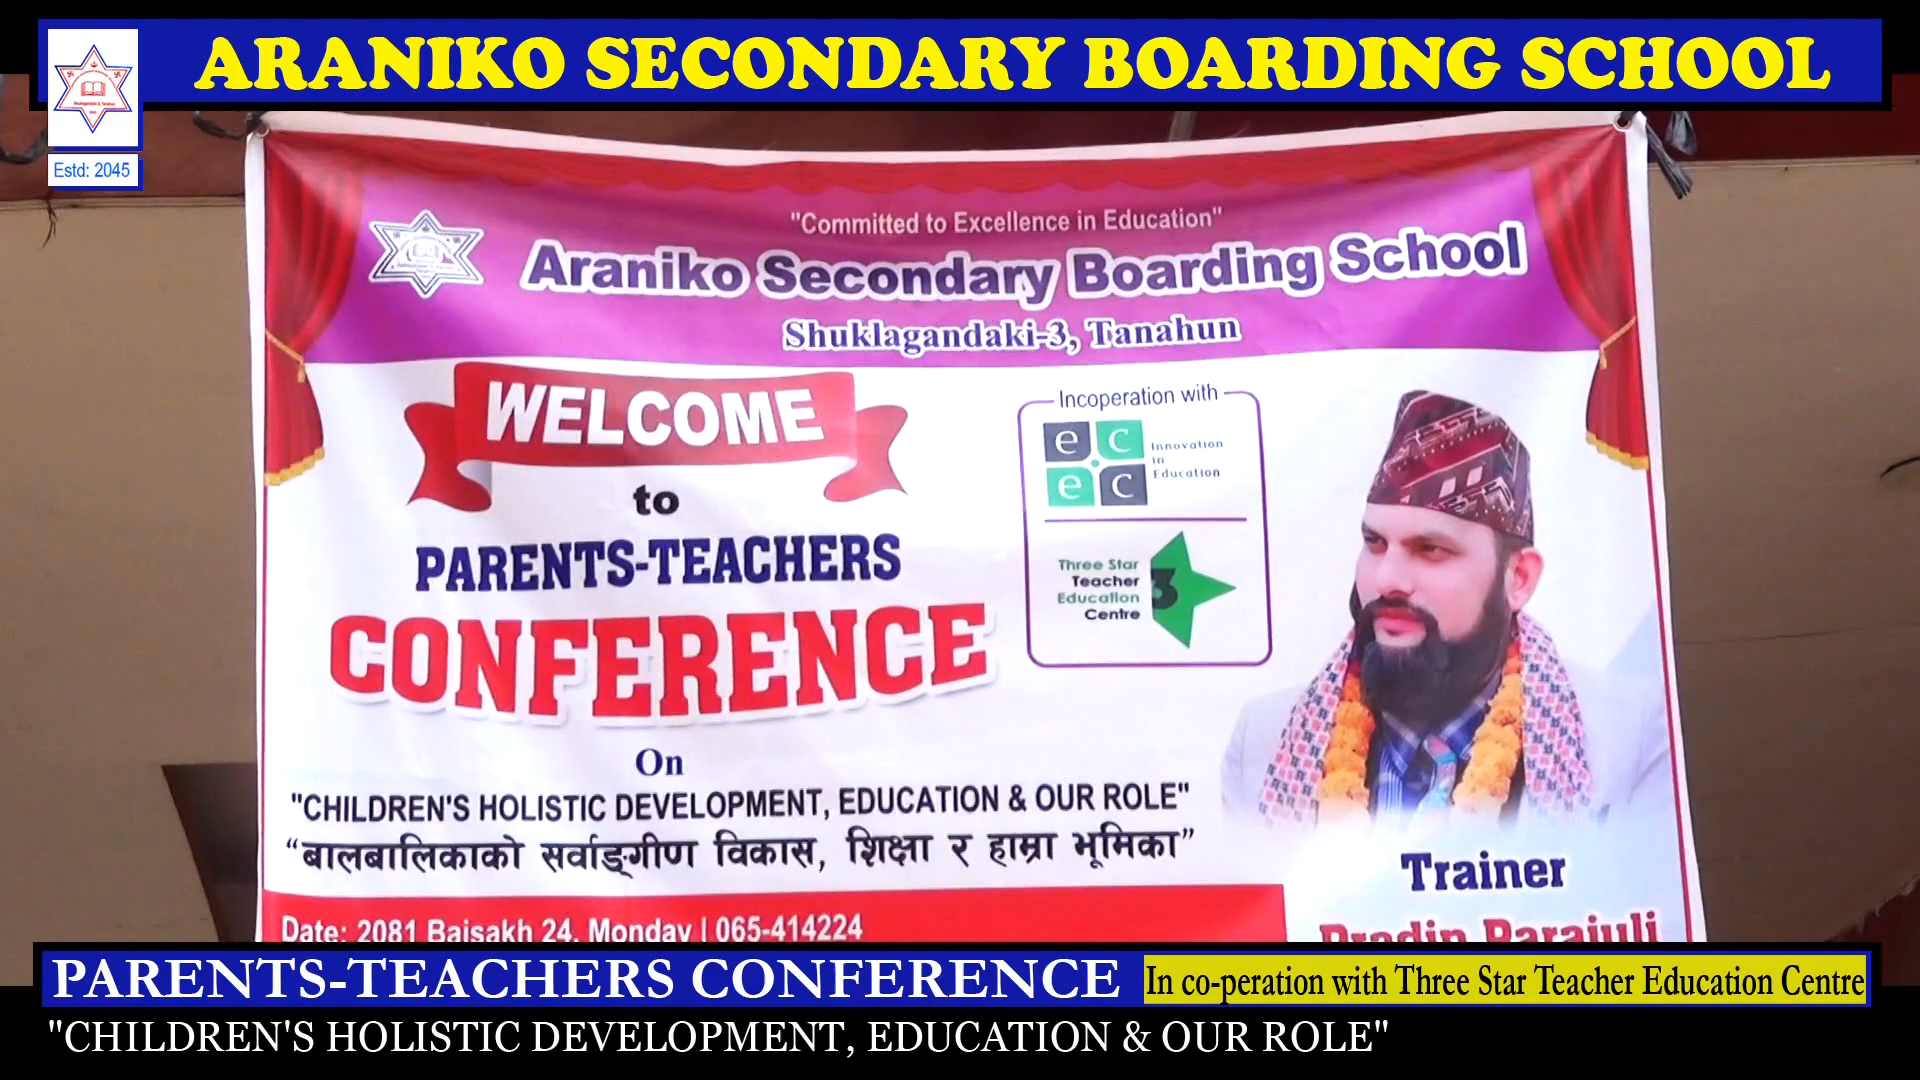 ARANIKO SECONDARY BOARDING SCHOOL
Estd: 2045
"Committed to Excellence in Education"
Araniko Secondary Boarding School
Shuklagandaki-3, Tanahun
WELCOME
to
PARENTS-TEACHERS
CONFERENCE
On
"CHILDREN'S HOLISTIC DEVELOPMENT, EDUCATION & OUR ROLE"
“बालबालिकाको सर्वाङ्गीण विकास, शिक्षा र हाम्रा भूमिका”
Date: 2081 Baisakh 24, Monday | 065-414224
Incoperation with
e c
e c
Innovation
in
Education
Three Star
Teacher
Education
Centre
3
Trainer
Pradip Parajuli
PARENTS-TEACHERS CONFERENCE
In co-peration with Three Star Teacher Education Centre
"CHILDREN'S HOLISTIC DEVELOPMENT, EDUCATION & OUR ROLE"